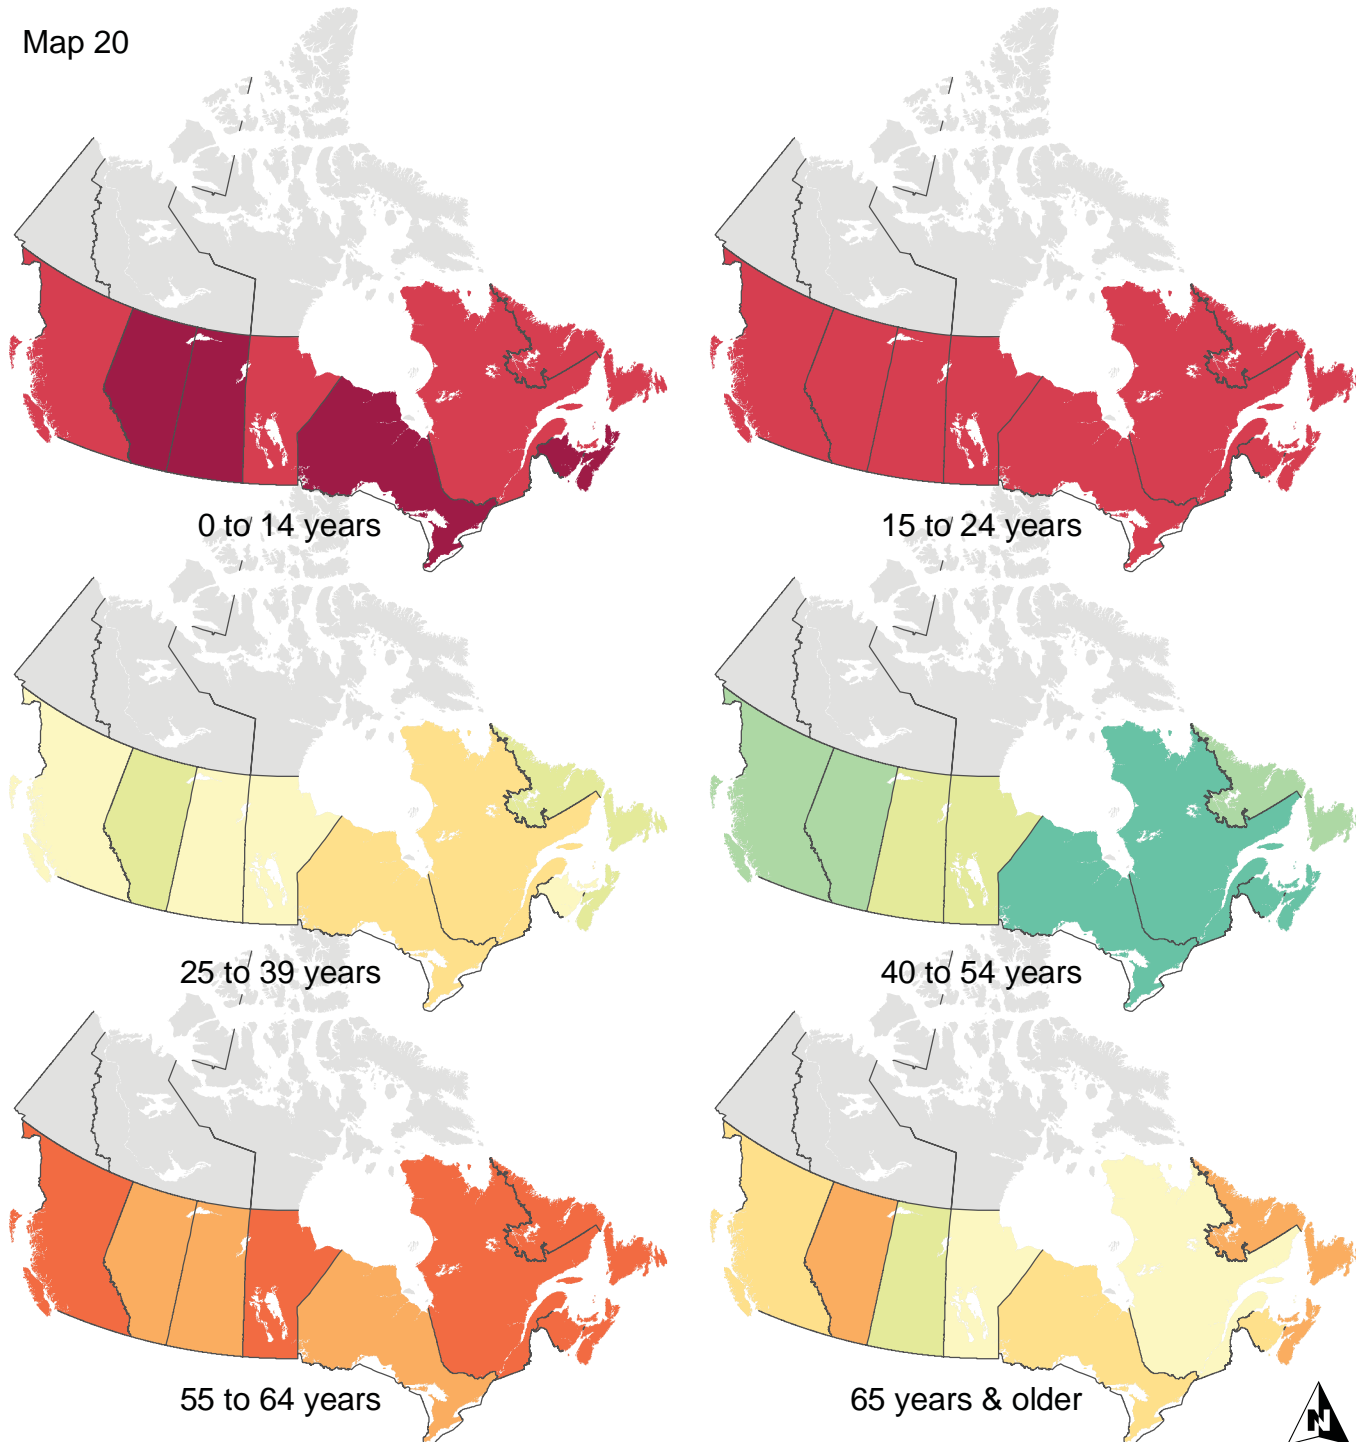 Map 20
0 to 14 years
15 to 24 years
25 to 39 years
40 to 54 years
55 to 64 years
65 years & older
N